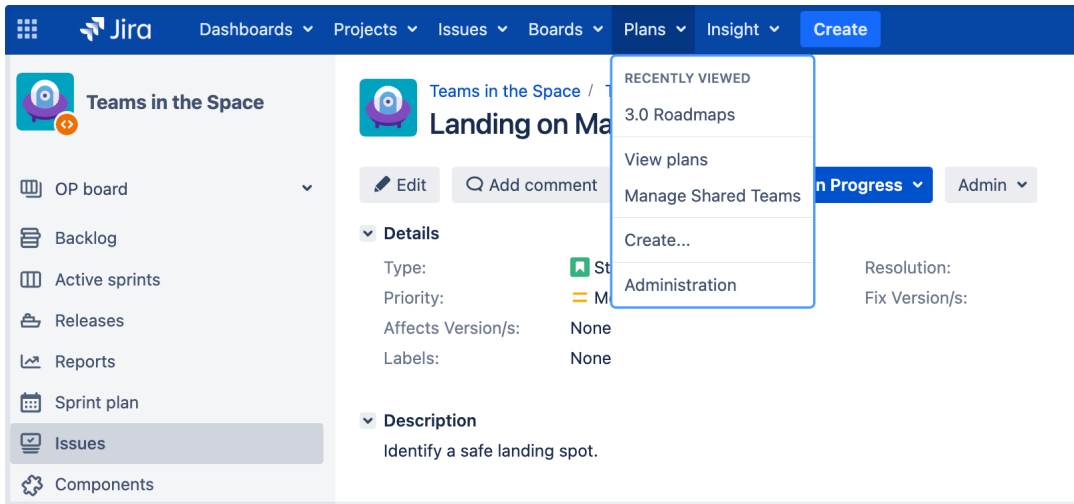 Jira Dashboards Projects Issues Boards Plans Insight Create
Teams in the Space
OP board
Backlog
Active sprints
Releases
Reports
Sprint plan
Issues
Components
Teams in the Space /
Landing on
Edit Add comment Progress Admin
Details
Type:
Priority:
Affects Version/s: None
Labels: None
Resolution:
Fix Version/s:
Description
Identify a safe landing spot.
RECENTLY VIEWED
3.0 Roadmaps
View plans
Manage Shared Teams
Create...
Administration